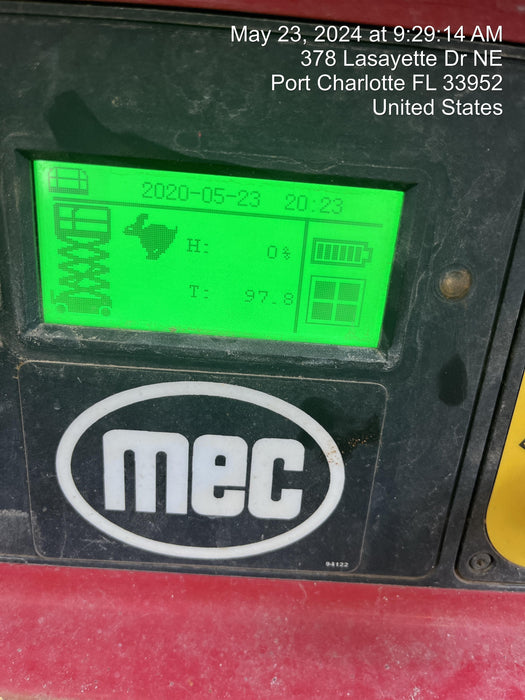 May 23, 2024 at 9:29:14 AM
378 Lasayette Dr NE
Port Charlotte FL 33952
United States
2020-05-23 20:23
H: 0%
T: 97.8
mec
94122